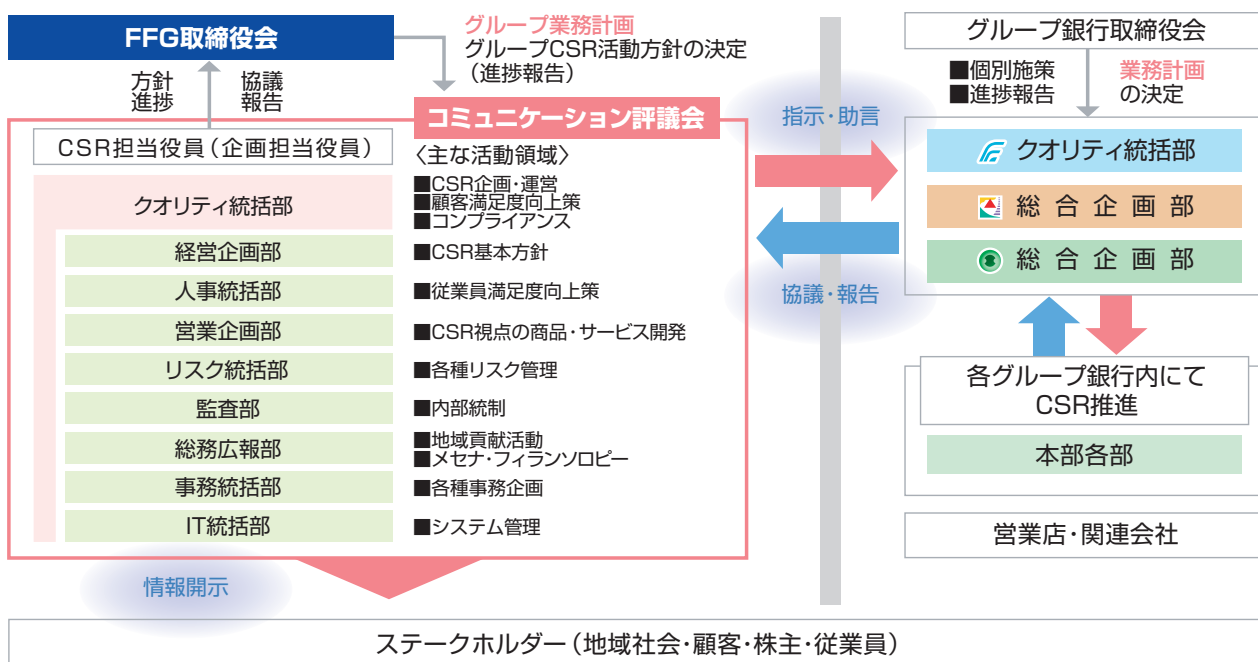 FFG取締役会
グループ業務計画
グループCSR活動方針の決定
（進捗報告）
方針
進捗
協議
報告
コミュニケーション評議会
CSR担当役員（企画担当役員）
〈主な活動領域〉
クオリティ統括部
■CSR企画・運営
■顧客満足度向上策
■コンプライアンス
経営企画部
■CSR基本方針
人事統括部
■従業員満足度向上策
営業企画部
■CSR視点の商品・サービス開発
リスク統括部
■各種リスク管理
監査部
■内部統制
総務広報部
■地域貢献活動
■メセナ・フィランソロピー
事務統括部
■各種事務企画
IT統括部
■システム管理
情報開示
指示・助言
協議・報告
グループ銀行取締役会
■個別施策
■進捗報告
業務計画
の決定
クオリティ統括部
総合企画部
総合企画部
各グループ銀行内にて
CSR推進
本部各部
営業店・関連会社
ステークホルダー（地域社会・顧客・株主・従業員）